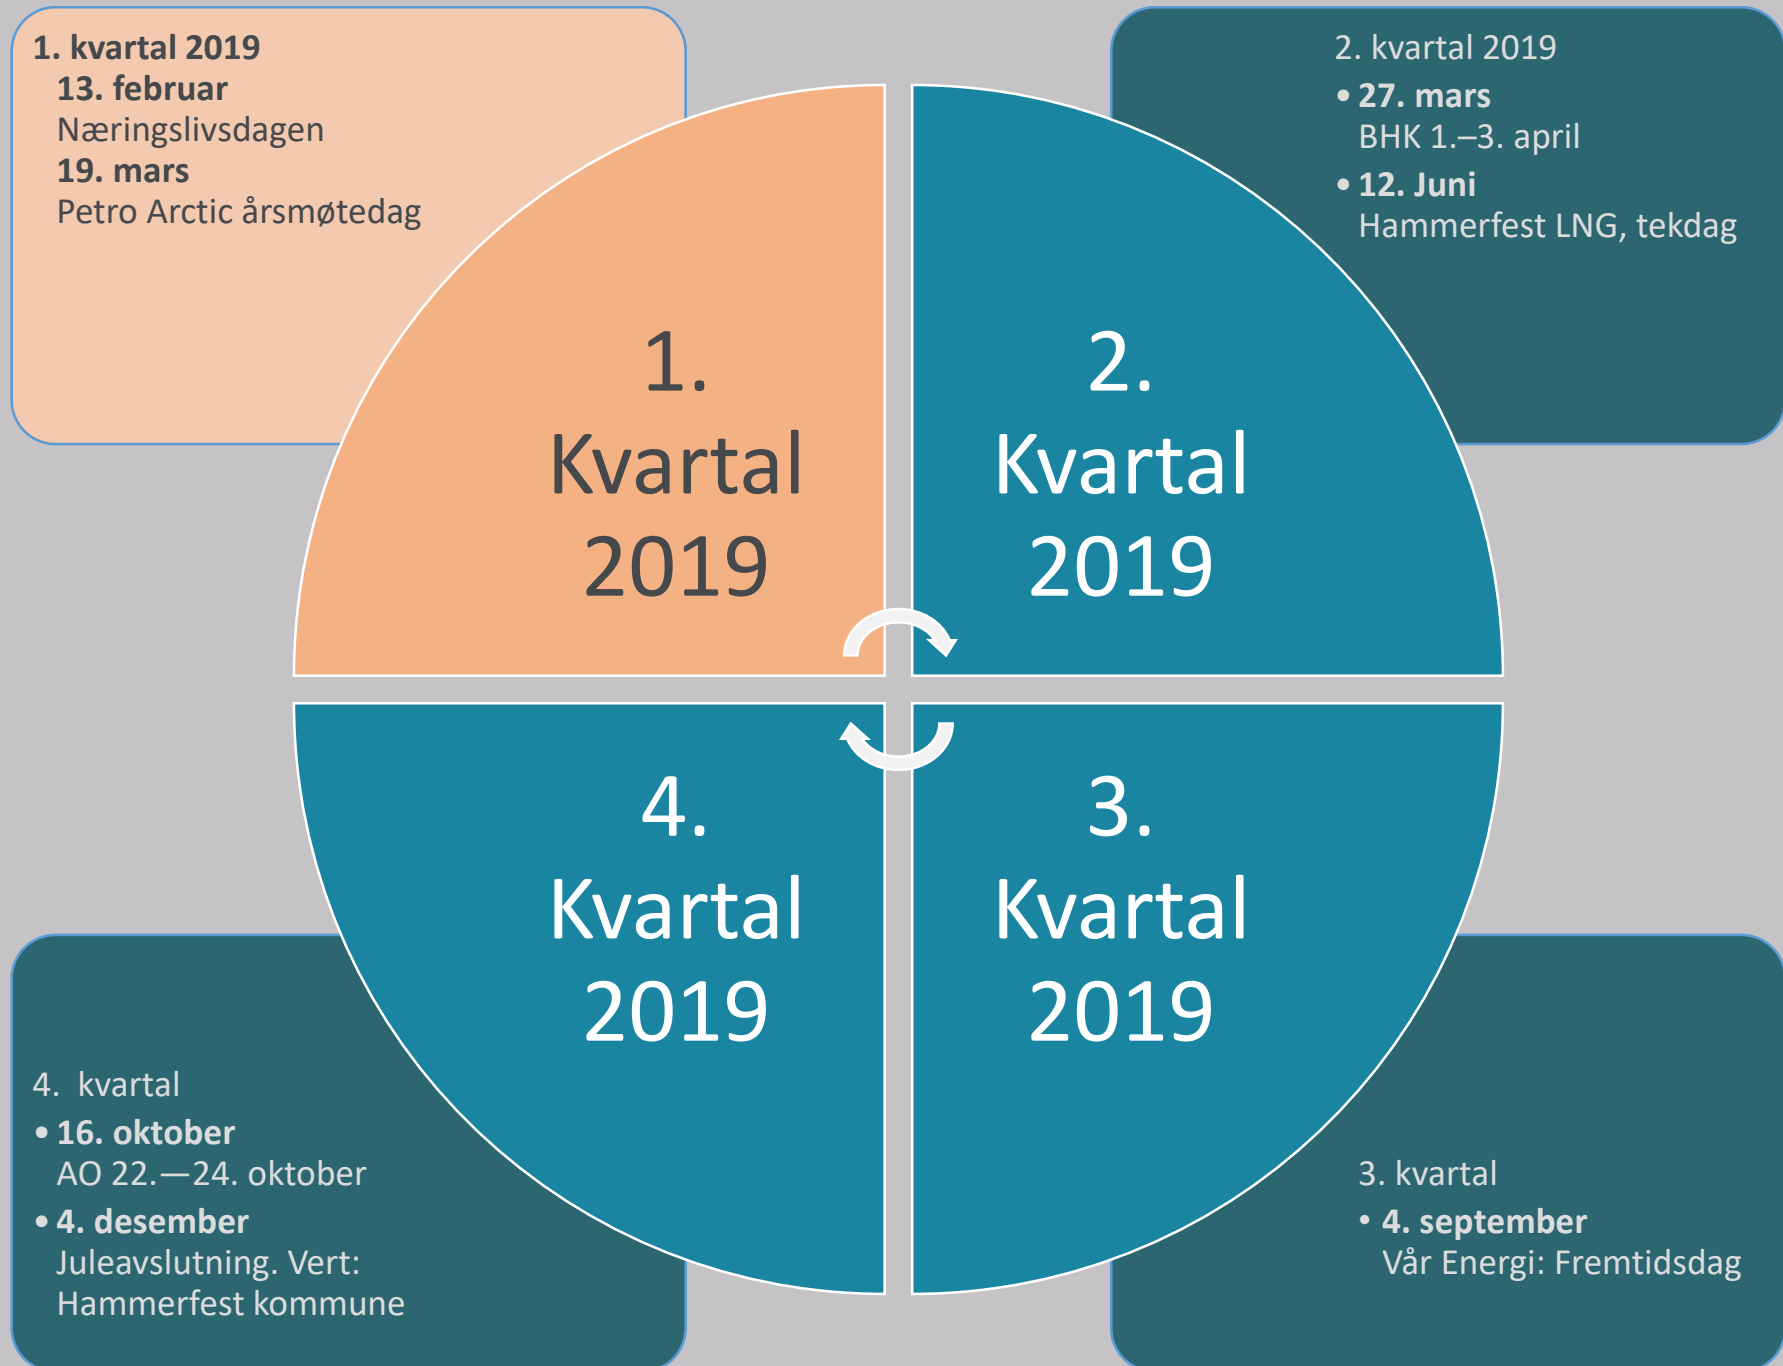 1. kvartal 2019
13. februar
Næringslivsdagen
19. mars
Petro Arctic årsmøtedag
2. kvartal 2019
• 27. mars
BHK 1.–3. april
• 12. Juni
Hammerfest LNG, tekdag
1.
Kvartal
2019
2.
Kvartal
2019
4.
Kvartal
2019
3.
Kvartal
2019
4.  kvartal
• 16. oktober
AO 22.—24. oktober
• 4. desember
Juleavslutning. Vert:
Hammerfest kommune
3. kvartal
• 4. september
Vår Energi: Fremtidsdag